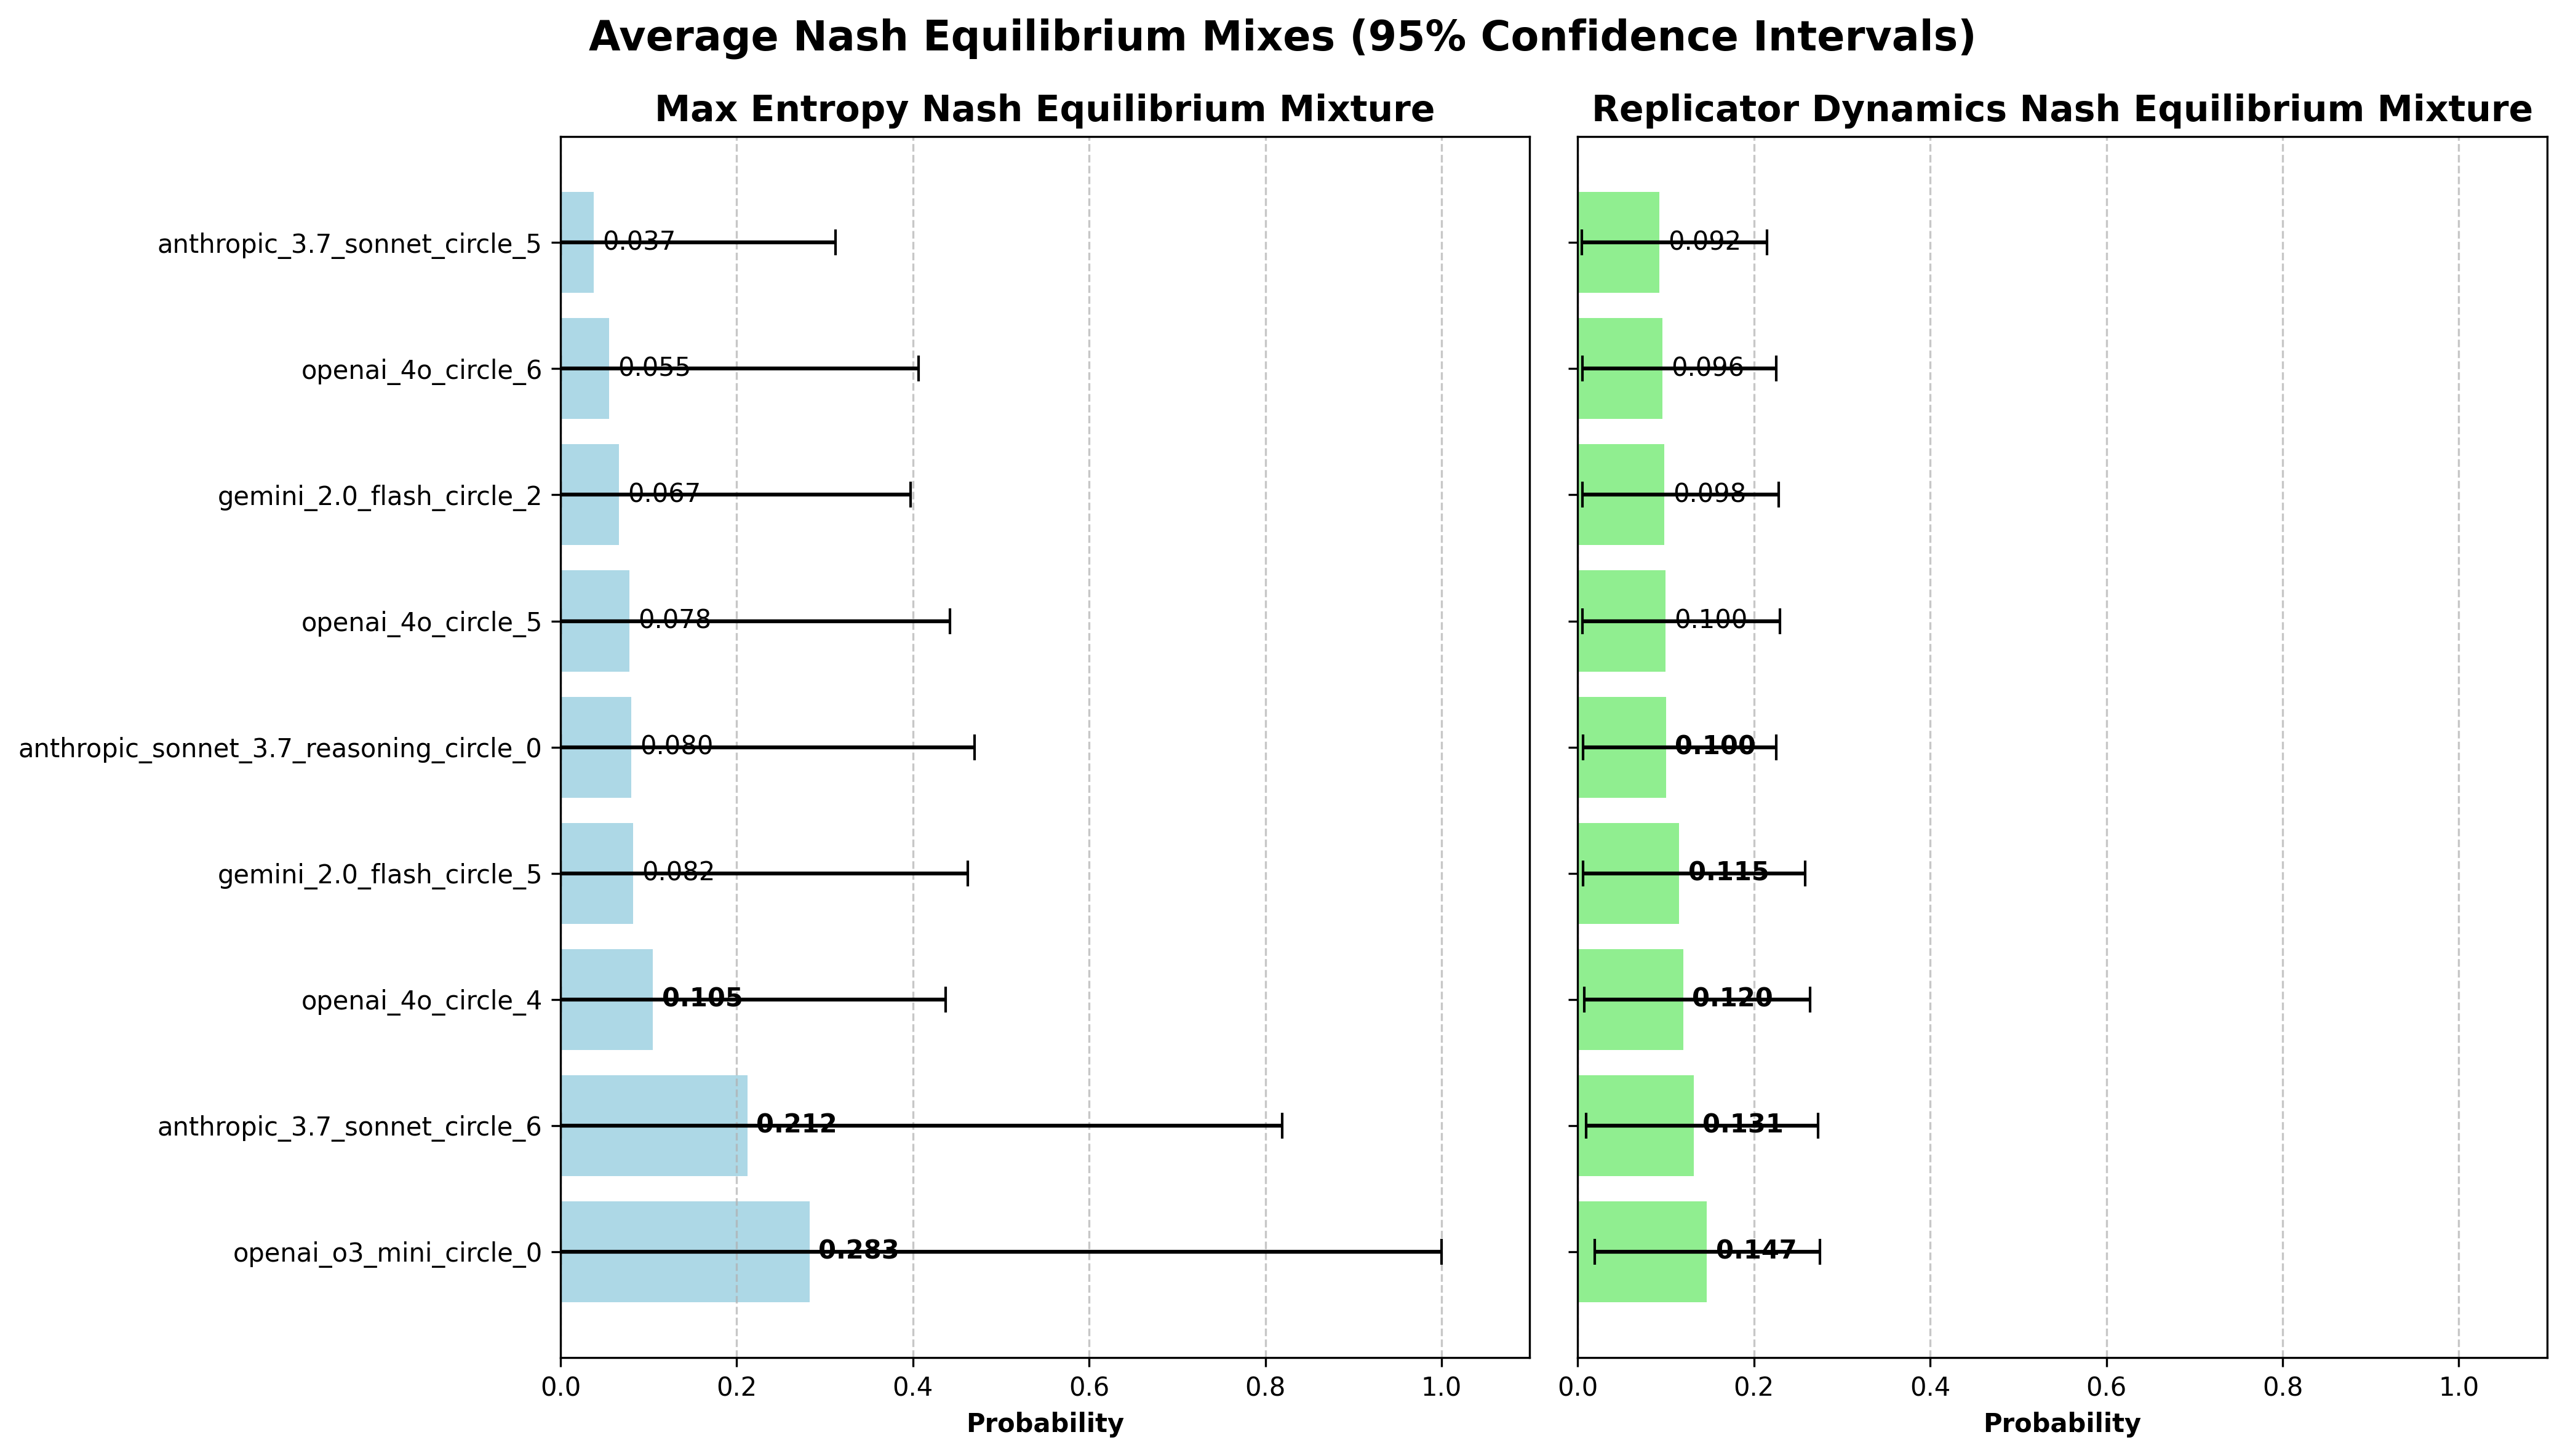 Average Nash Equilibrium Mixes (95% Confidence Intervals)
Max Entropy Nash Equilibrium Mixture
anthropic_3.7_sonnet_circle_5
0.037
openai_4o_circle_6
0.055
gemini_2.0_flash_circle_2
0.067
openai_4o_circle_5
0.078
anthropic_sonnet_3.7_reasoning_circle_0
0.080
gemini_2.0_flash_circle_5
0.082
openai_4o_circle_4
0.105
anthropic_3.7_sonnet_circle_6
0.212
openai_o3_mini_circle_0
0.283
0.0 0.2 0.4 0.6 0.8 1.0
Probability
Replicator Dynamics Nash Equilibrium Mixture
0.092
0.096
0.098
0.100
0.100
0.115
0.120
0.131
0.147
0.0 0.2 0.4 0.6 0.8 1.0
Probability